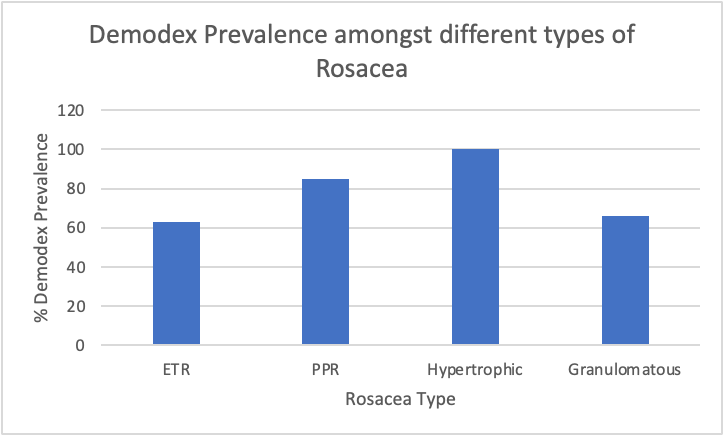 Demodex Prevalence amongst different types of
Rosacea
% Demodex Prevalence
120
100
80
60
40
20
0
ETR PPR Hypertrophic Granulomatous
Rosacea Type